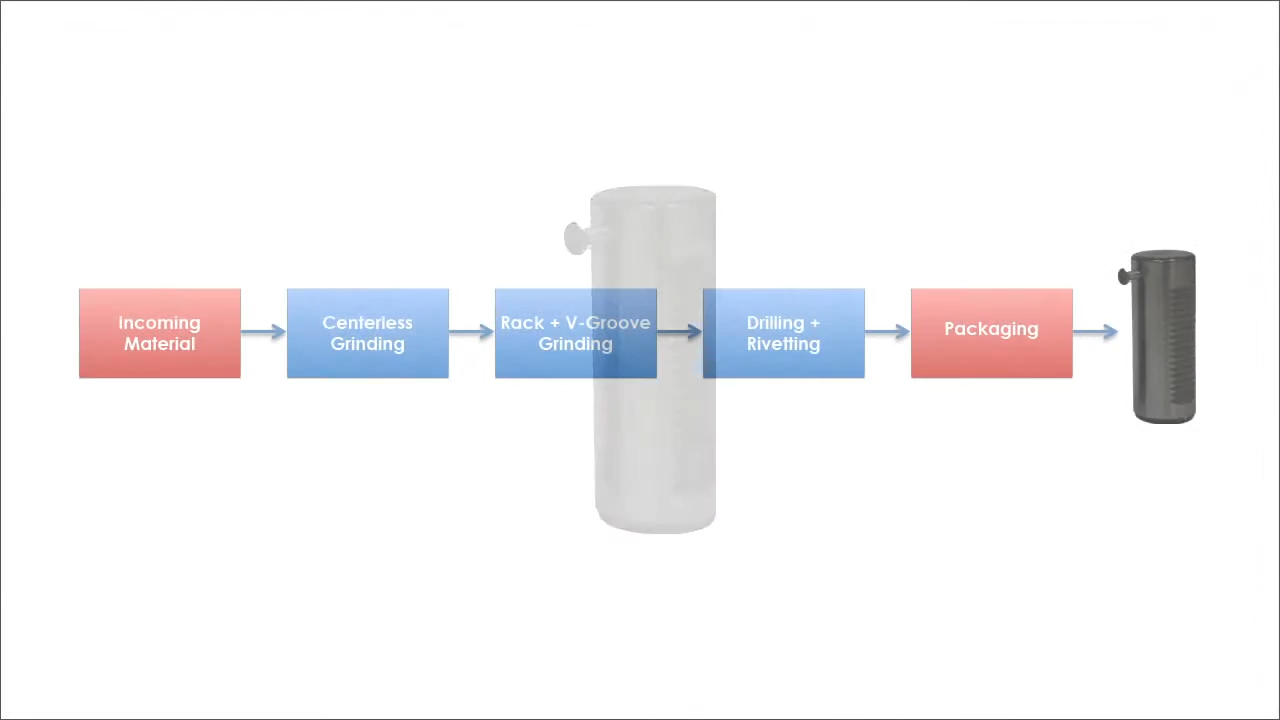 Incoming
Material
Centerless
Grinding
Rack + V-Groove
Grinding
Drilling +
Rivetting
Packaging